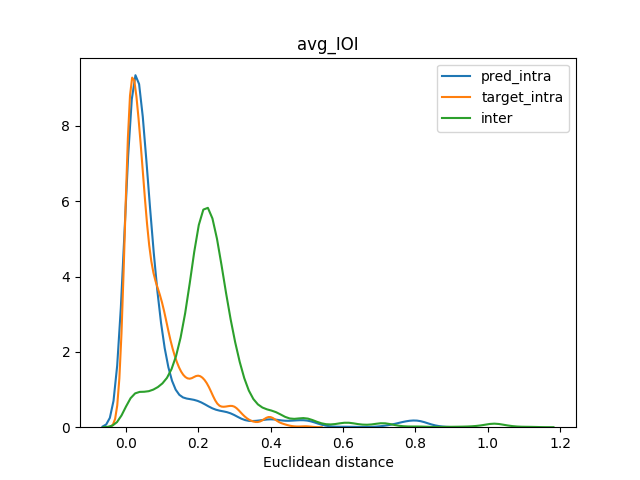 avg_IOI
pred_intra
target_intra
inter
8
6
4
2
0
0.0 0.2 0.4 0.6 0.8 1.0 1.2
Euclidean distance